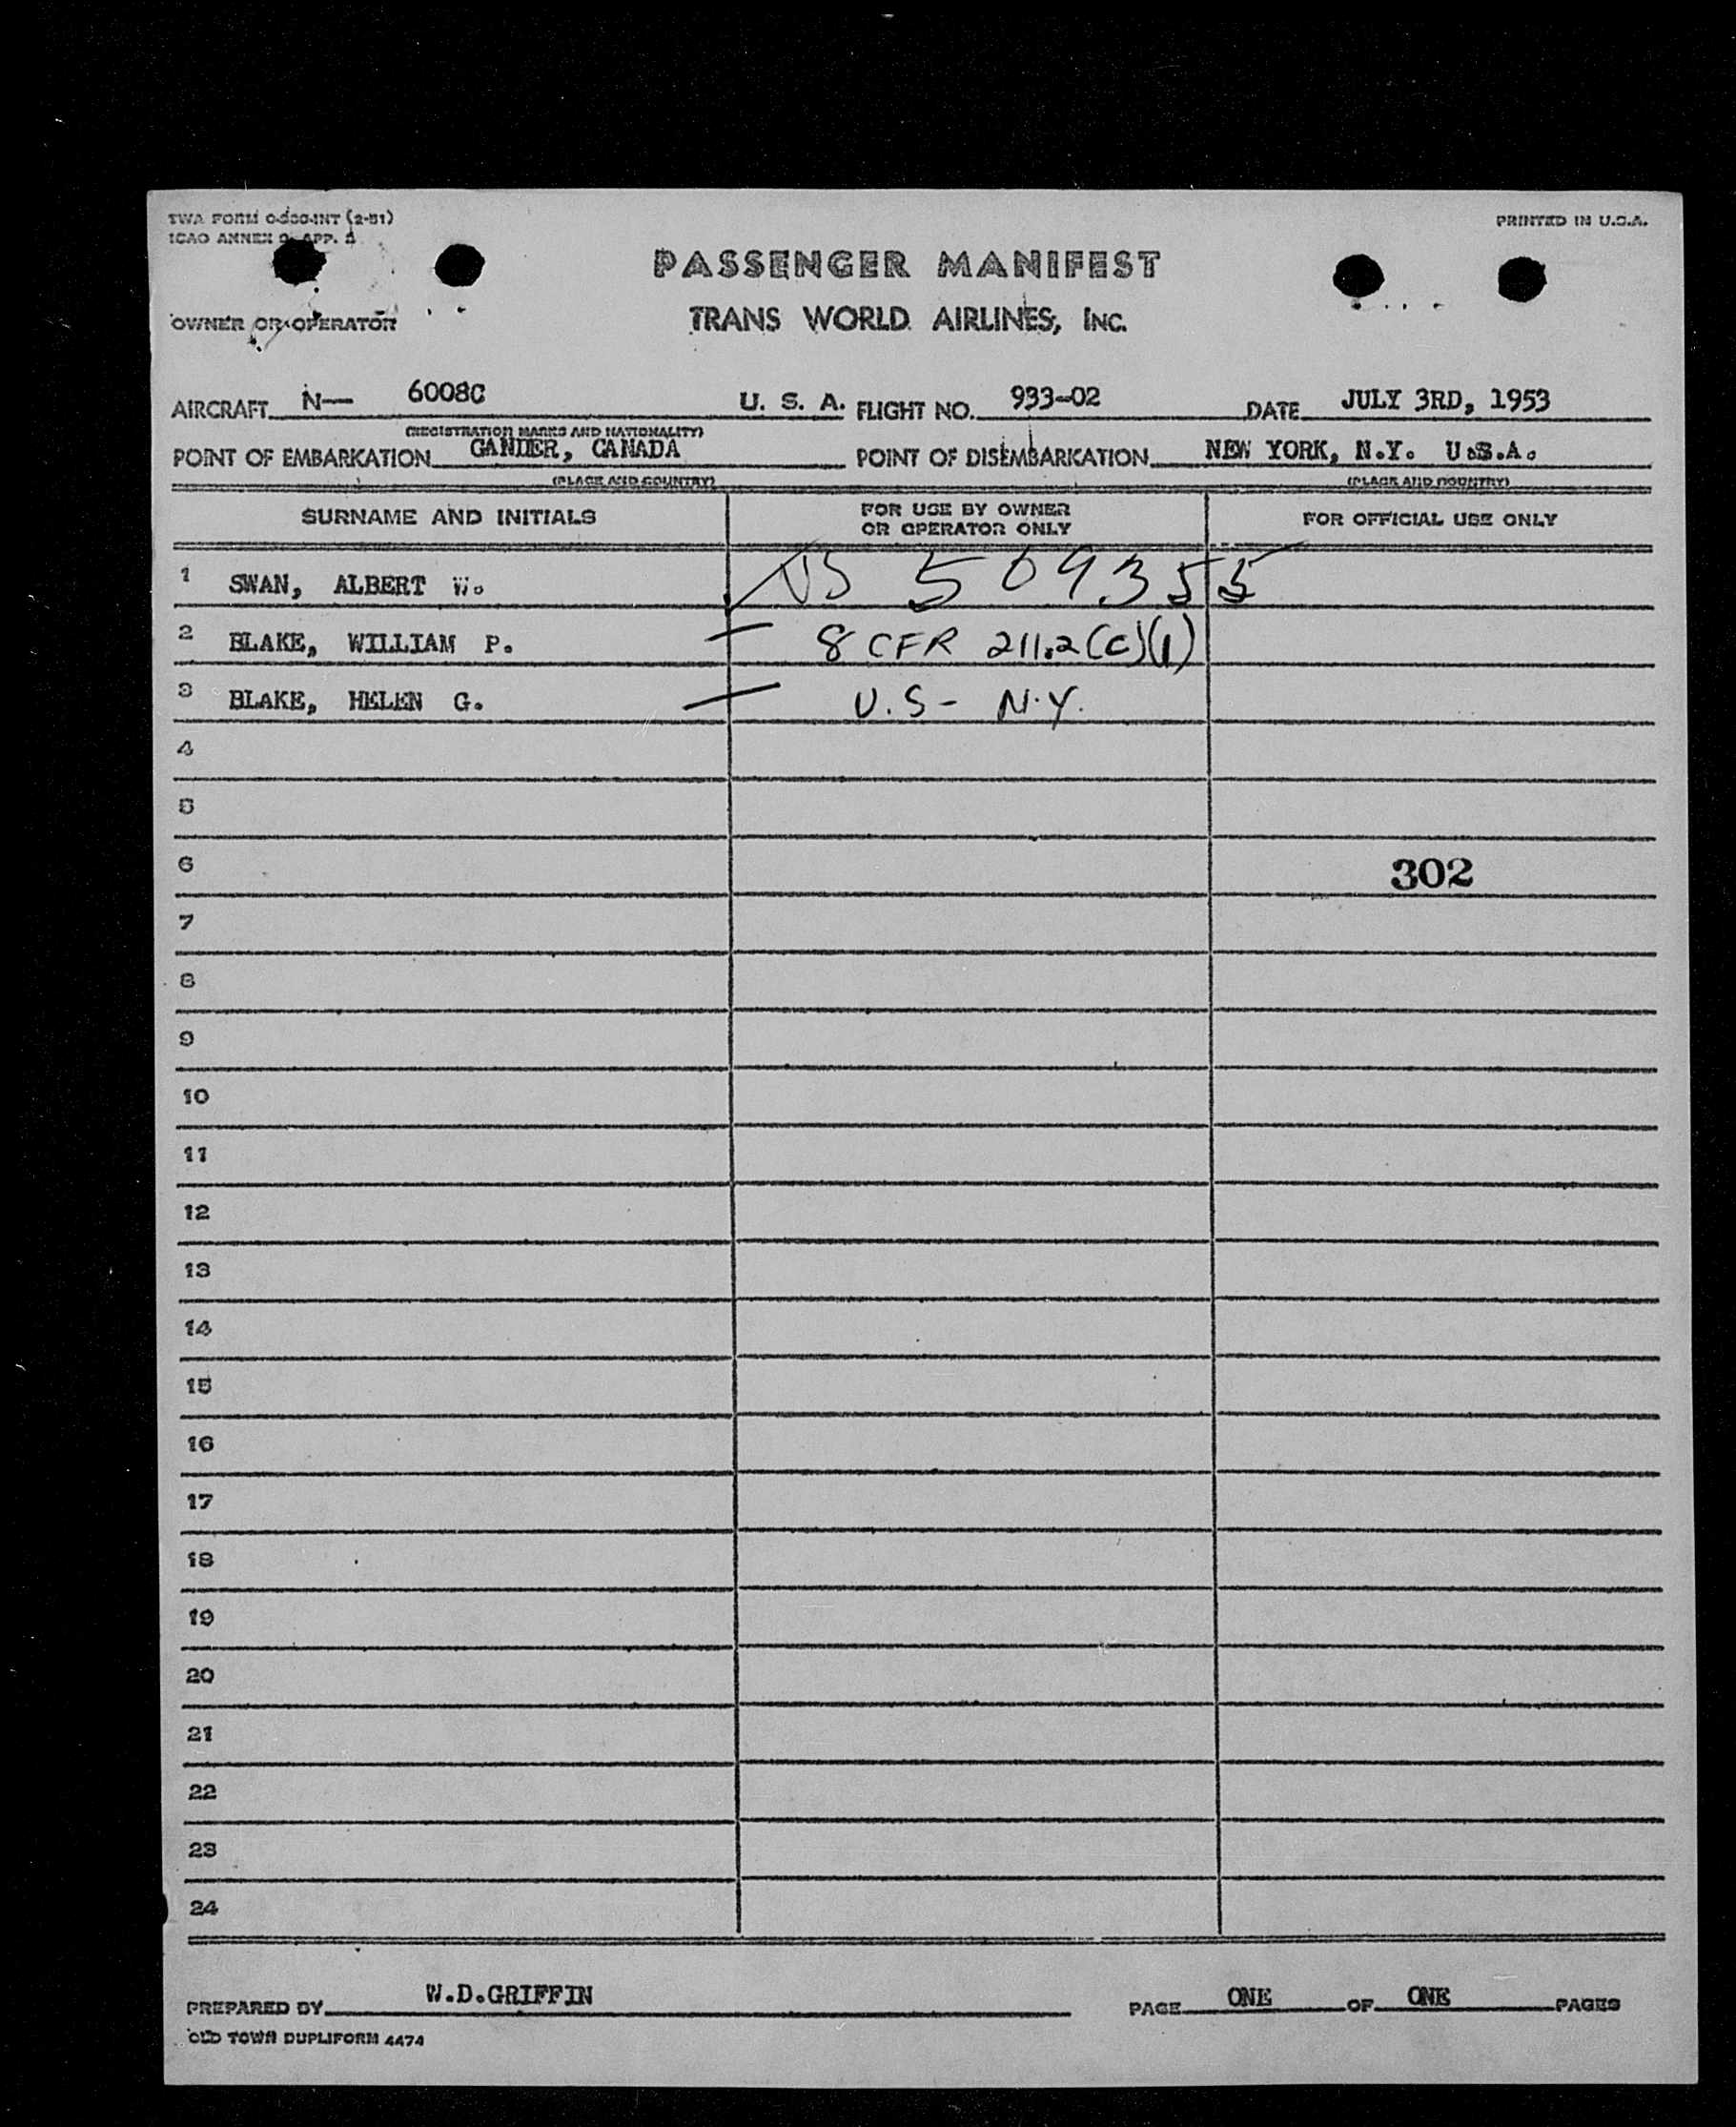 TWA FORM O-500-INT (2-51)
PRINTED IN U.S.A.
ICAO ANNEX 9, APP. 5
PASSENGER MANIFEST
OWNER OR OPERATOR
TRANS WORLD AIRLINES, INC.
AIRCRAFT N— 6008C U. S. A. FLIGHT NO. 933-02 DATE JULY 3RD, 1953
(REGISTRATION MARKS AND NATIONALITY)
POINT OF EMBARKATION GANDER, CANADA POINT OF DISEMBARKATION NEW YORK, N.Y. U.S.A.
(PLACE AND COUNTRY) (PLACE AND COUNTRY)
SURNAME AND INITIALS FOR USE BY OWNER OR OPERATOR ONLY FOR OFFICIAL USE ONLY
1 SWAN, ALBERT W. 509355
2 BLAKE, WILLIAM P. — 8 CFR 211.2(c)(1)
3 BLAKE, HELEN G. — U.S - N.Y.
4
5
6 302
7
8
9
10
11
12
13
14
15
16
17
18
19
20
21
22
23
24
PREPARED BY W.D.GRIFFIN PAGE ONE OF ONE PAGES
OLD TOWN DUPLIFORM 4474